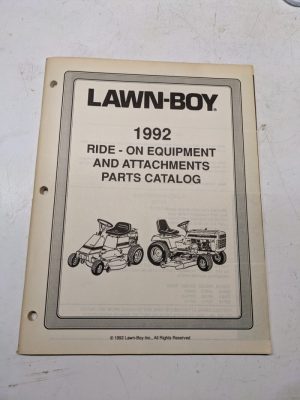 LAWN-BOY®
1992
RIDE - ON EQUIPMENT
AND ATTACHMENTS
PARTS CATALOG
© 1992 Lawn-Boy Inc., All Rights Reserved